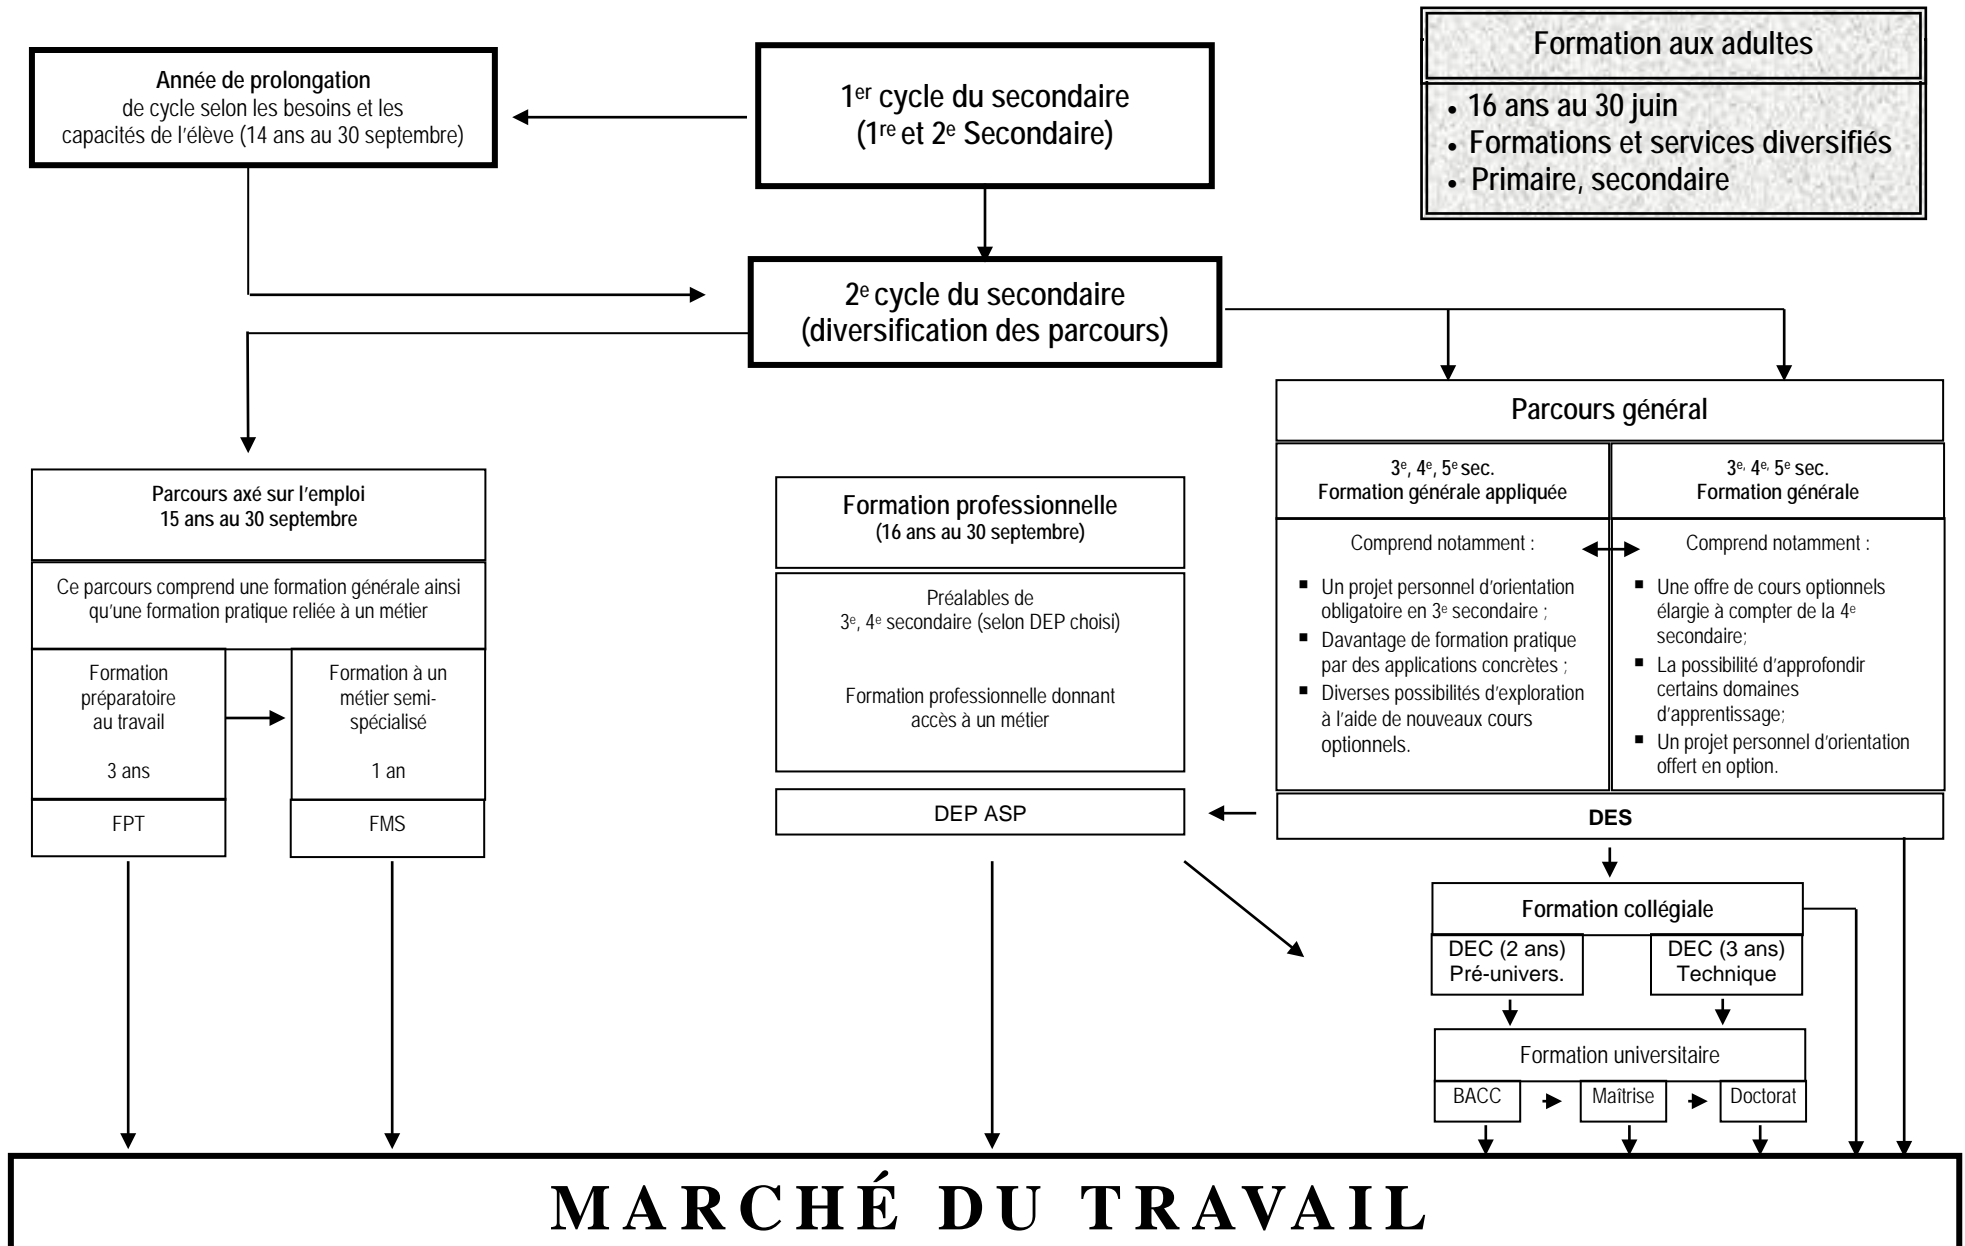 Année de prolongation
de cycle selon les besoins et les
capacités de l'élève (14 ans au 30 septembre)
1er cycle du secondaire
(1re et 2e Secondaire)
Formation aux adultes
• 16 ans au 30 juin
• Formations et services diversifiés
• Primaire, secondaire
2e cycle du secondaire
(diversification des parcours)
Parcours axé sur l'emploi
15 ans au 30 septembre
Ce parcours comprend une formation générale ainsi
qu'une formation pratique reliée à un métier
Formation
préparatoire
au travail
3 ans
FPT
Formation à un
métier semi-
spécialisé
1 an
FMS
Formation professionnelle
(16 ans au 30 septembre)
Préalables de
3e, 4e secondaire (selon DEP choisi)
Formation professionnelle donnant
accès à un métier
DEP ASP
Parcours général
3e, 4e, 5e sec.
Formation générale appliquée
Comprend notamment :
▪ Un projet personnel d'orientation
obligatoire en 3e secondaire ;
▪ Davantage de formation pratique
par des applications concrètes ;
▪ Diverses possibilités d'exploration
à l'aide de nouveaux cours
optionnels.
3e, 4e, 5e sec.
Formation générale
Comprend notamment :
▪ Une offre de cours optionnels
élargie à compter de la 4e
secondaire;
▪ La possibilité d'approfondir
certains domaines
d'apprentissage;
▪ Un projet personnel d'orientation
offert en option.
DES
Formation collégiale
DEC (2 ans)
Pré-univers.
DEC (3 ans)
Technique
Formation universitaire
BACC
Maîtrise
Doctorat
MARCHÉ DU TRAVAIL